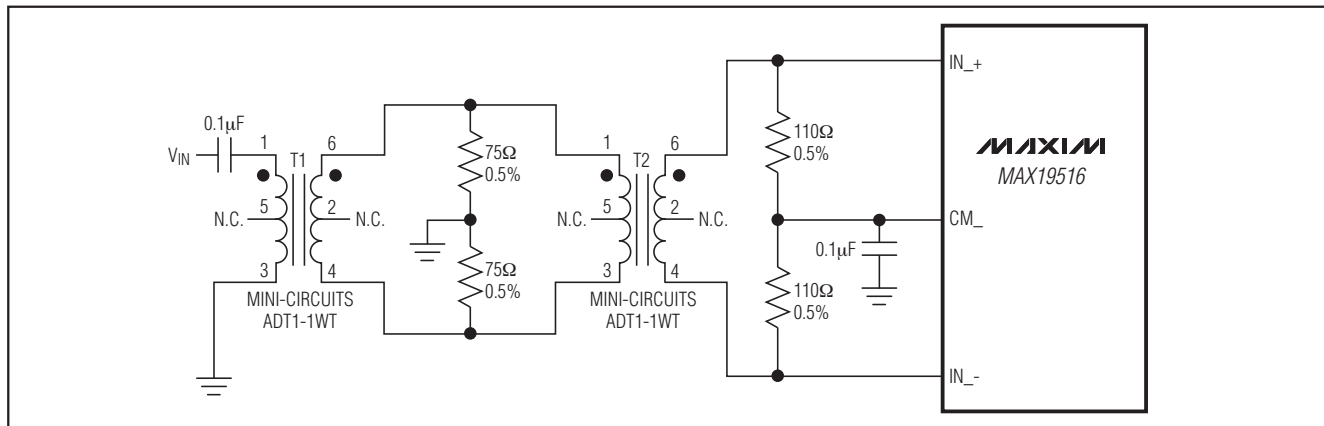 0.1µF
VIN
1
T1
6
N.C.
5
2
N.C.
3
4
MINI-CIRCUITS
ADT1-1WT
75Ω
0.5%
75Ω
0.5%
1
T2
6
N.C.
5
2
N.C.
3
4
MINI-CIRCUITS
ADT1-1WT
110Ω
0.5%
0.1µF
110Ω
0.5%
IN_+
MAXIM
MAX19516
CM_
IN_-